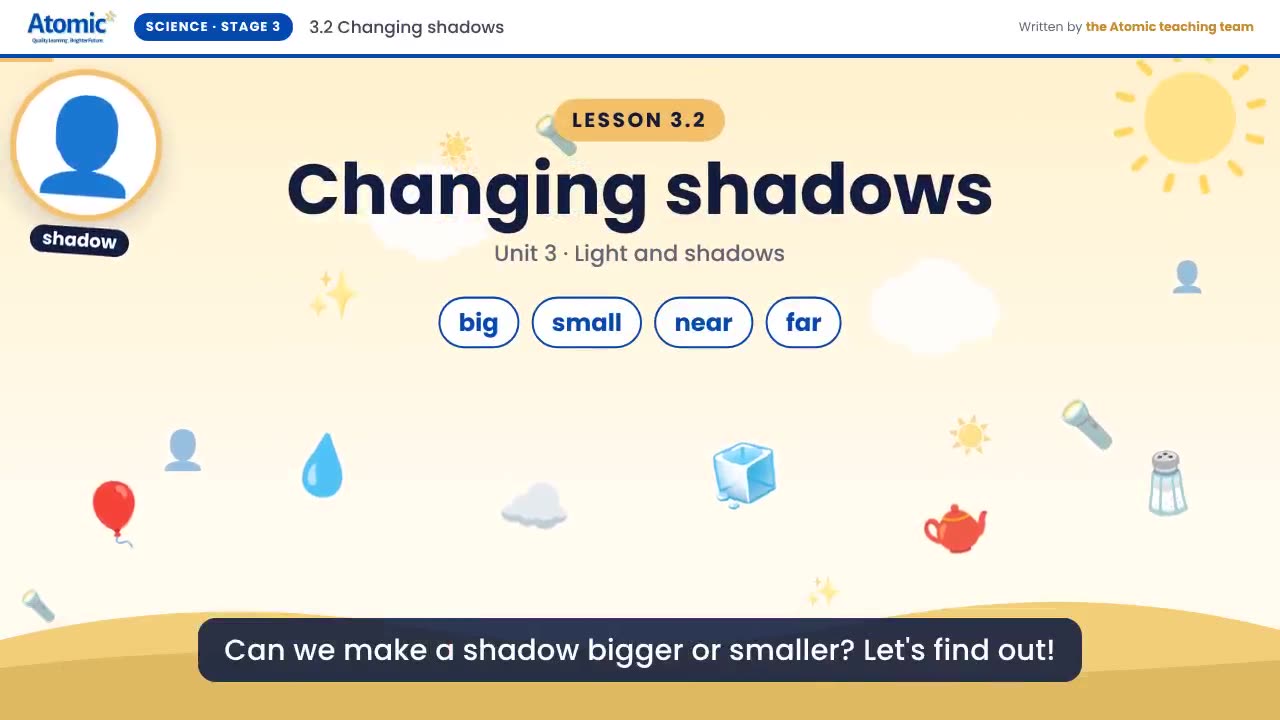 Atomic
Quality Learning. Brighter Future.
SCIENCE · STAGE 3
3.2 Changing shadows
Written by the Atomic teaching team
shadow
LESSON 3.2
Changing shadows
Unit 3 · Light and shadows
big
small
near
far
Can we make a shadow bigger or smaller? Let's find out!